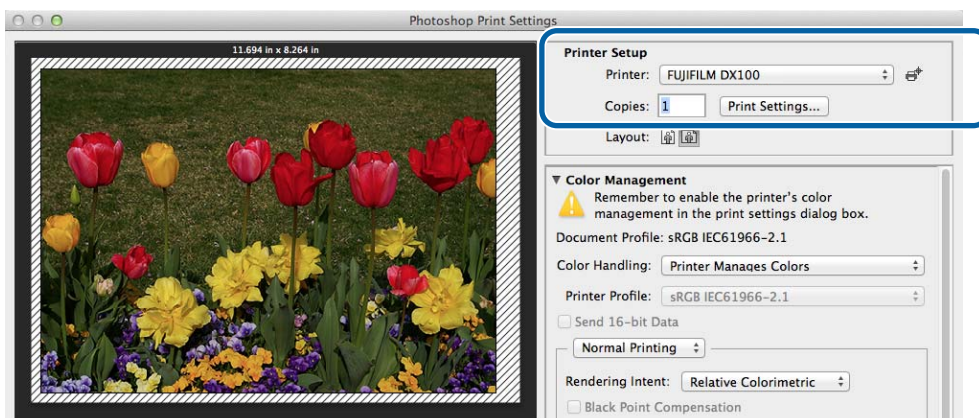 Photoshop Print Settings
11.694 in x 8.264 in
Printer Setup
Printer: FUJIFILM DX100
Copies: 1 Print Settings...
Layout:
Color Management
Remember to enable the printer's color
management in the print settings dialog box.
Document Profile: sRGB IEC61966-2.1
Color Handling: Printer Manages Colors
Printer Profile: sRGB IEC61966-2.1
Send 16-bit Data
Normal Printing
Rendering Intent: Relative Colorimetric
Black Point Compensation